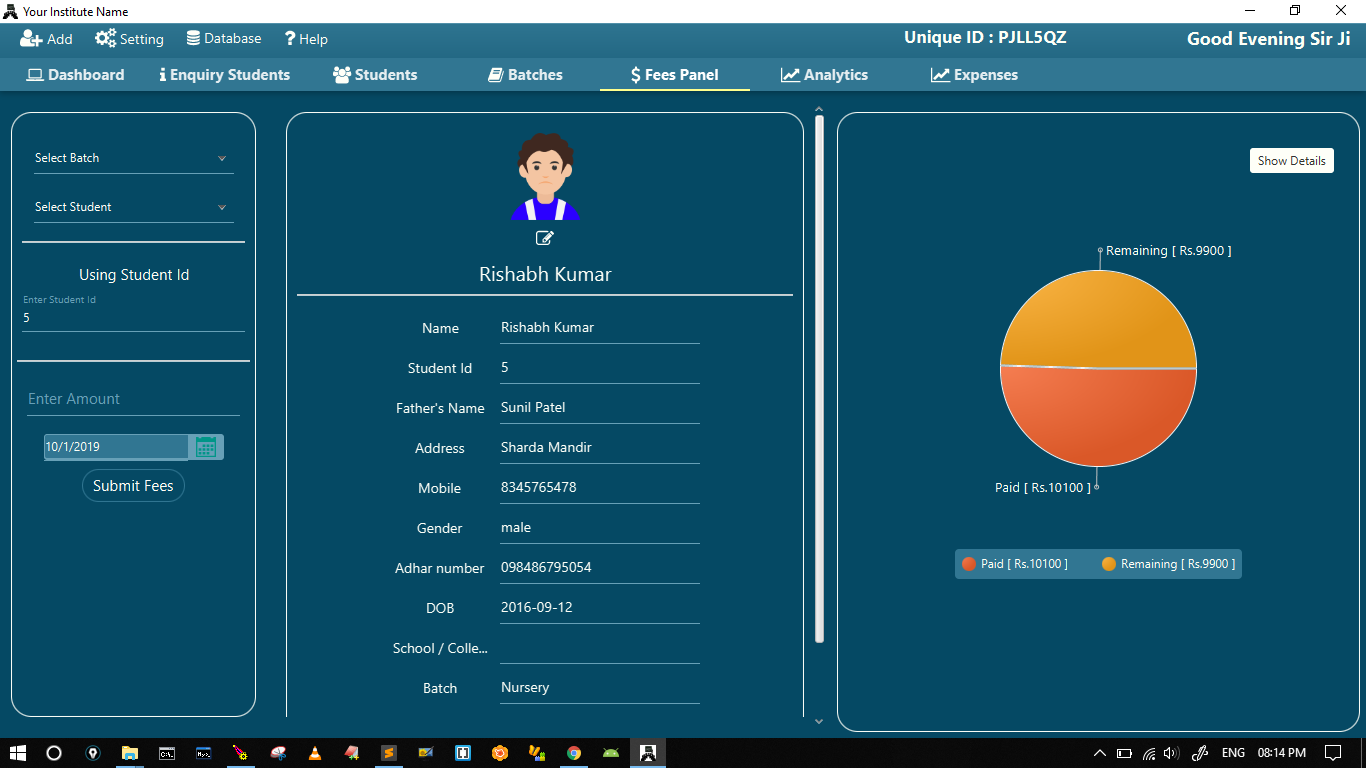 Your Institute Name
Add Setting Database ? Help Unique ID : PJLL5QZ Good Evening Sir Ji
Dashboard Enquiry Students Students Batches $ Fees Panel Analytics Expenses
Select Batch
Select Student
Using Student Id
Enter Student Id
5
Enter Amount
10/1/2019
Submit Fees
Rishabh Kumar
Name Rishabh Kumar
Student Id 5
Father's Name Sunil Patel
Address Sharda Mandir
Mobile 8345765478
Gender male
Adhar number 098486795054
DOB 2016-09-12
School / Colle...
Batch Nursery
Show Details
Remaining [ Rs.9900 ]
Paid [ Rs.10100 ]
Paid [ Rs.10100 ] Remaining [ Rs.9900 ]
ENG 08:14 PM